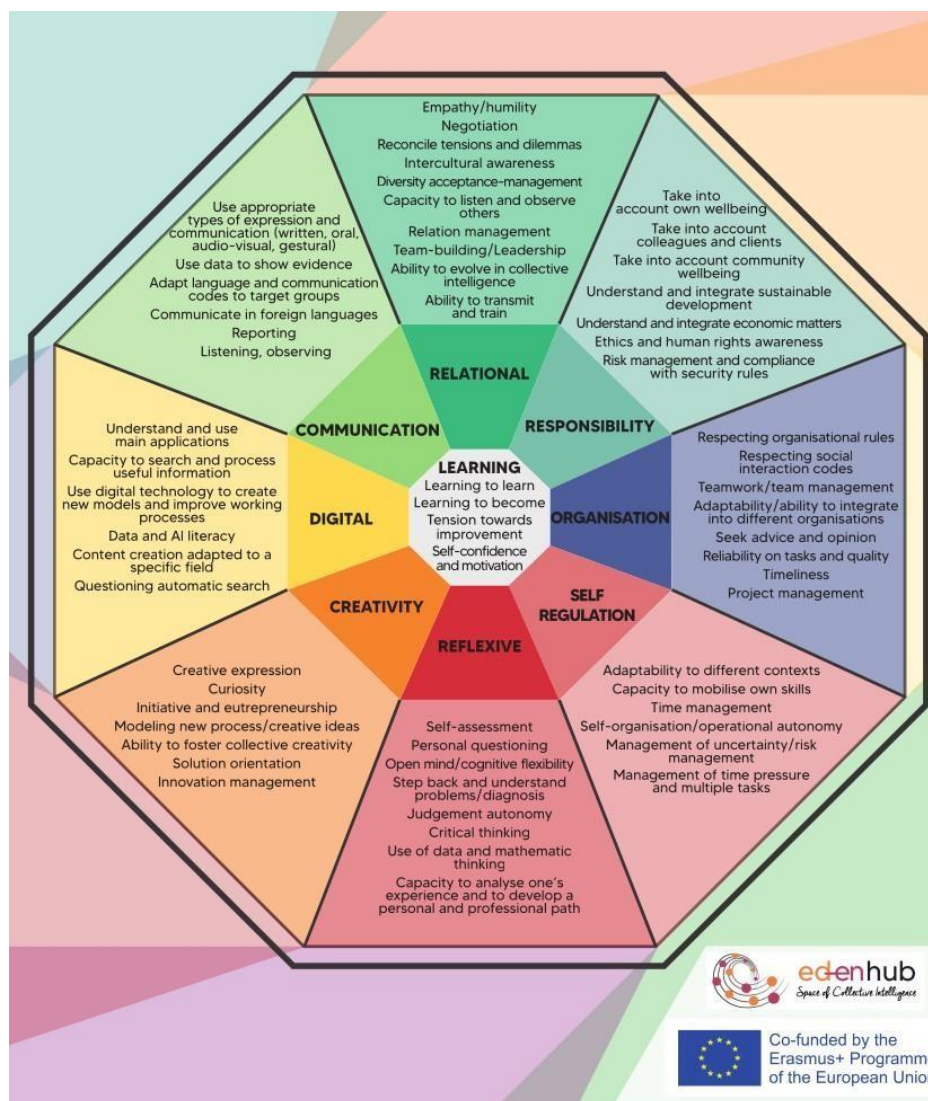 Empathy/humility
Negotiation
Reconcile tensions and dilemmas
Intercultural awareness
Diversity acceptance-management
Capacity to listen and observe
others
Relation management
Team-building/Leadership
Ability to evolve in collective
intelligence
Ability to transmit
and train
RELATIONAL
Take into
account own wellbeing
Take into account
colleagues and clients
Take into account community
wellbeing
Understand and integrate sustainable
development
Understand and integrate economic matters
Ethics and human rights awareness
Risk management and compliance
with security rules
RESPONSIBILITY
Respecting organisational rules
Respecting social
interaction codes
Teamwork/team management
Adaptability/ability to integrate
into different organisations
Seek advice and opinion
Reliability on tasks and quality
Timeliness
Project management
ORGANISATION
Adaptability to different contexts
Capacity to mobilise own skills
Time management
Self-organisation/operational autonomy
Management of uncertainty/risk
management
Management of time pressure
and multiple tasks
SELF
REGULATION
REFLEXIVE
Self-assessment
Personal questioning
Open mind/cognitive flexibility
Step back and understand
problems/diagnosis
Judgement autonomy
Critical thinking
Use of data and mathematic
thinking
Capacity to analyse one's
experience and to develop a
personal and professional path
CREATIVITY
Creative expression
Curiosity
Initiative and eutrepreneurship
Modeling new process/creative ideas
Ability to foster collective creativity
Solution orientation
Innovation management
DIGITAL
Understand and use
main applications
Capacity to search and process
useful information
Use digital technology to create
new models and improve working
processes
Data and AI literacy
Content creation adapted to a
specific field
Questioning automatic search
COMMUNICATION
Use appropriate
types of expression and
communication (written, oral,
audio-visual, gestural)
Use data to show evidence
Adapt language and communication
codes to target groups
Communicate in foreign languages
Reporting
Listening, observing
LEARNING
Learning to learn
Learning to become
Tension towards
improvement
Self-confidence
and motivation
ed-en hub
Space of Collective Intelligence
Co-funded by the
Erasmus+ Programm
of the European Union